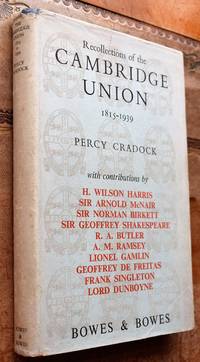 Recollections of the
CAMBRIDGE
UNION
1815-1939
PERCY CRADOCK
with contributions by
H. WILSON HARRIS
SIR ARNOLD McNAIR
SIR NORMAN BIRKETT
SIR GEOFFREY SHAKESPEARE
R. A. BUTLER
A. M. RAMSEY
LIONEL GAMLIN
GEOFFREY DE FREITAS
FRANK SINGLETON
LORD DUNBOYNE
BOWES & BOWES